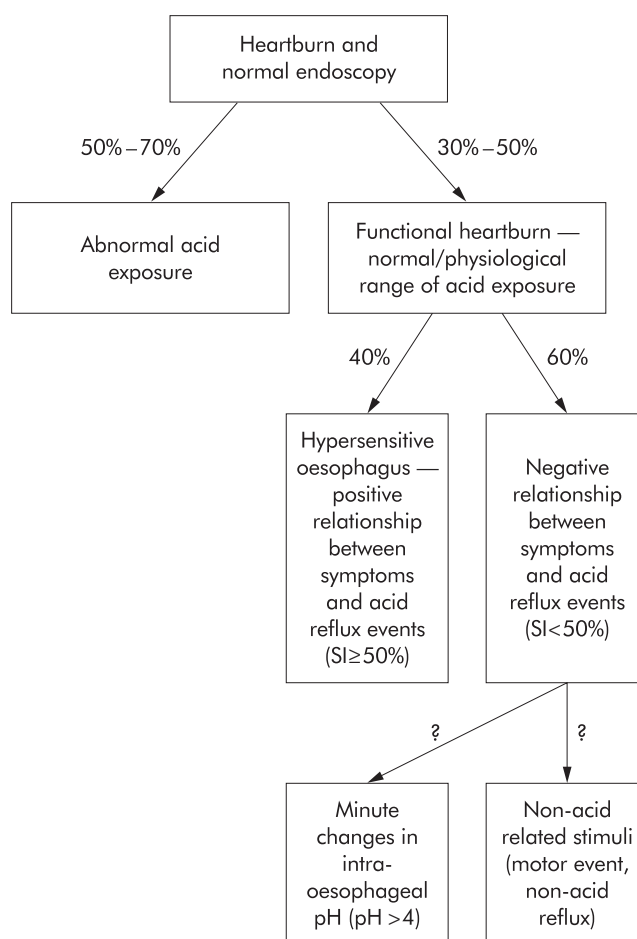 Heartburn and
normal endoscopy
50%–70%
30%–50%
Abnormal acid
exposure
Functional heartburn —
normal/physiological
range of acid exposure
40%
60%
Hypersensitive
oesophagus —
positive
relationship
between
symptoms
and acid
reflux events
(SI≥50%)
Negative
relationship
between
symptoms
and acid
reflux events
(SI<50%)
?
?
Minute
changes in
intra-
oesophageal
pH (pH >4)
Non-acid
related stimuli
(motor event,
non-acid
reflux)